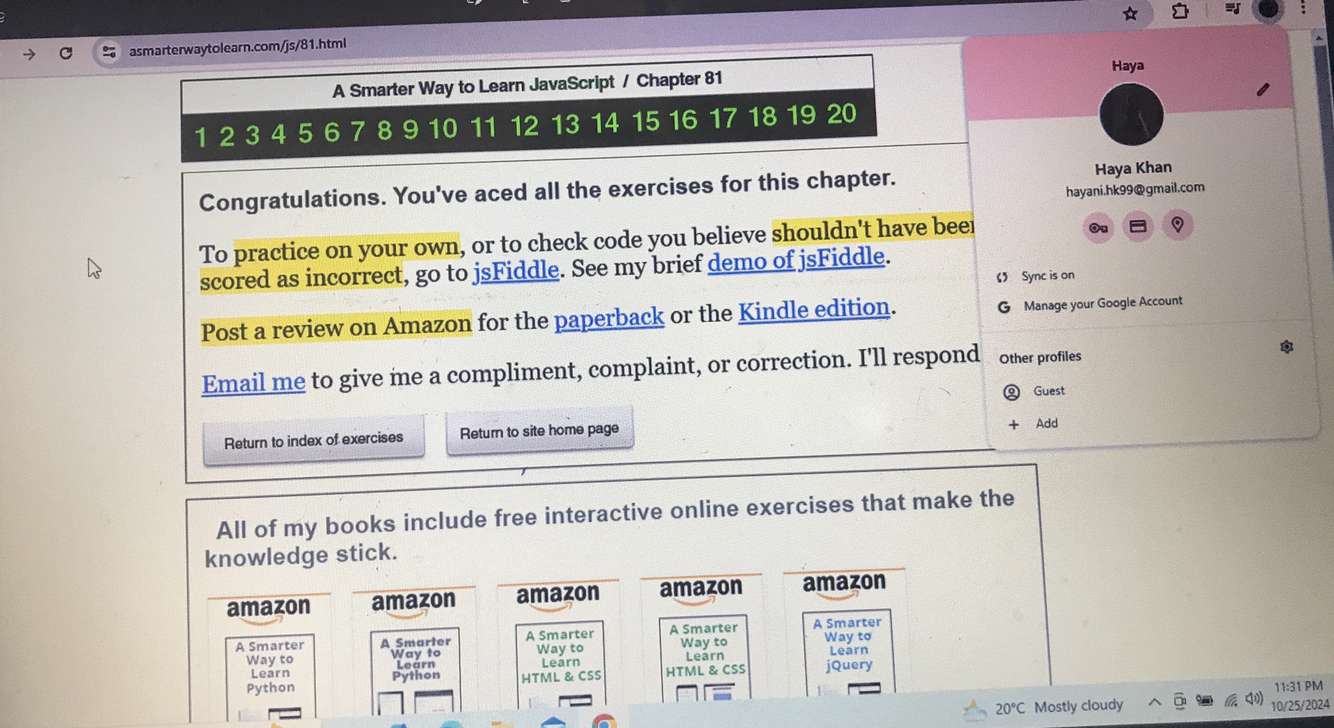 asmarterwaytolearn.com/js/81.html
A Smarter Way to Learn JavaScript / Chapter 81
1 2 3 4 5 6 7 8 9 10 11 12 13 14 15 16 17 18 19 20
Congratulations. You've aced all the exercises for this chapter.
To practice on your own, or to check code you believe shouldn't have been
scored as incorrect, go to jsFiddle. See my brief demo of jsFiddle.
Post a review on Amazon for the paperback or the Kindle edition.
Email me to give me a compliment, complaint, or correction. I'll respond
Return to index of exercises
Return to site home page
Haya
Haya Khan
hayani.hk99@gmail.com
Sync is on
G Manage your Google Account
Other profiles
Guest
+ Add
All of my books include free interactive online exercises that make the
knowledge stick.
amazon
A Smarter
Way to
Learn
Python
amazon
A Smarter
Way to
Learn
Python
amazon
A Smarter
Way to
Learn
HTML & CSS
amazon
A Smarter
Way to
Learn
HTML & CSS
amazon
A Smarter
Way to
Learn
jQuery
20°C Mostly cloudy
11:31 PM
10/25/2024